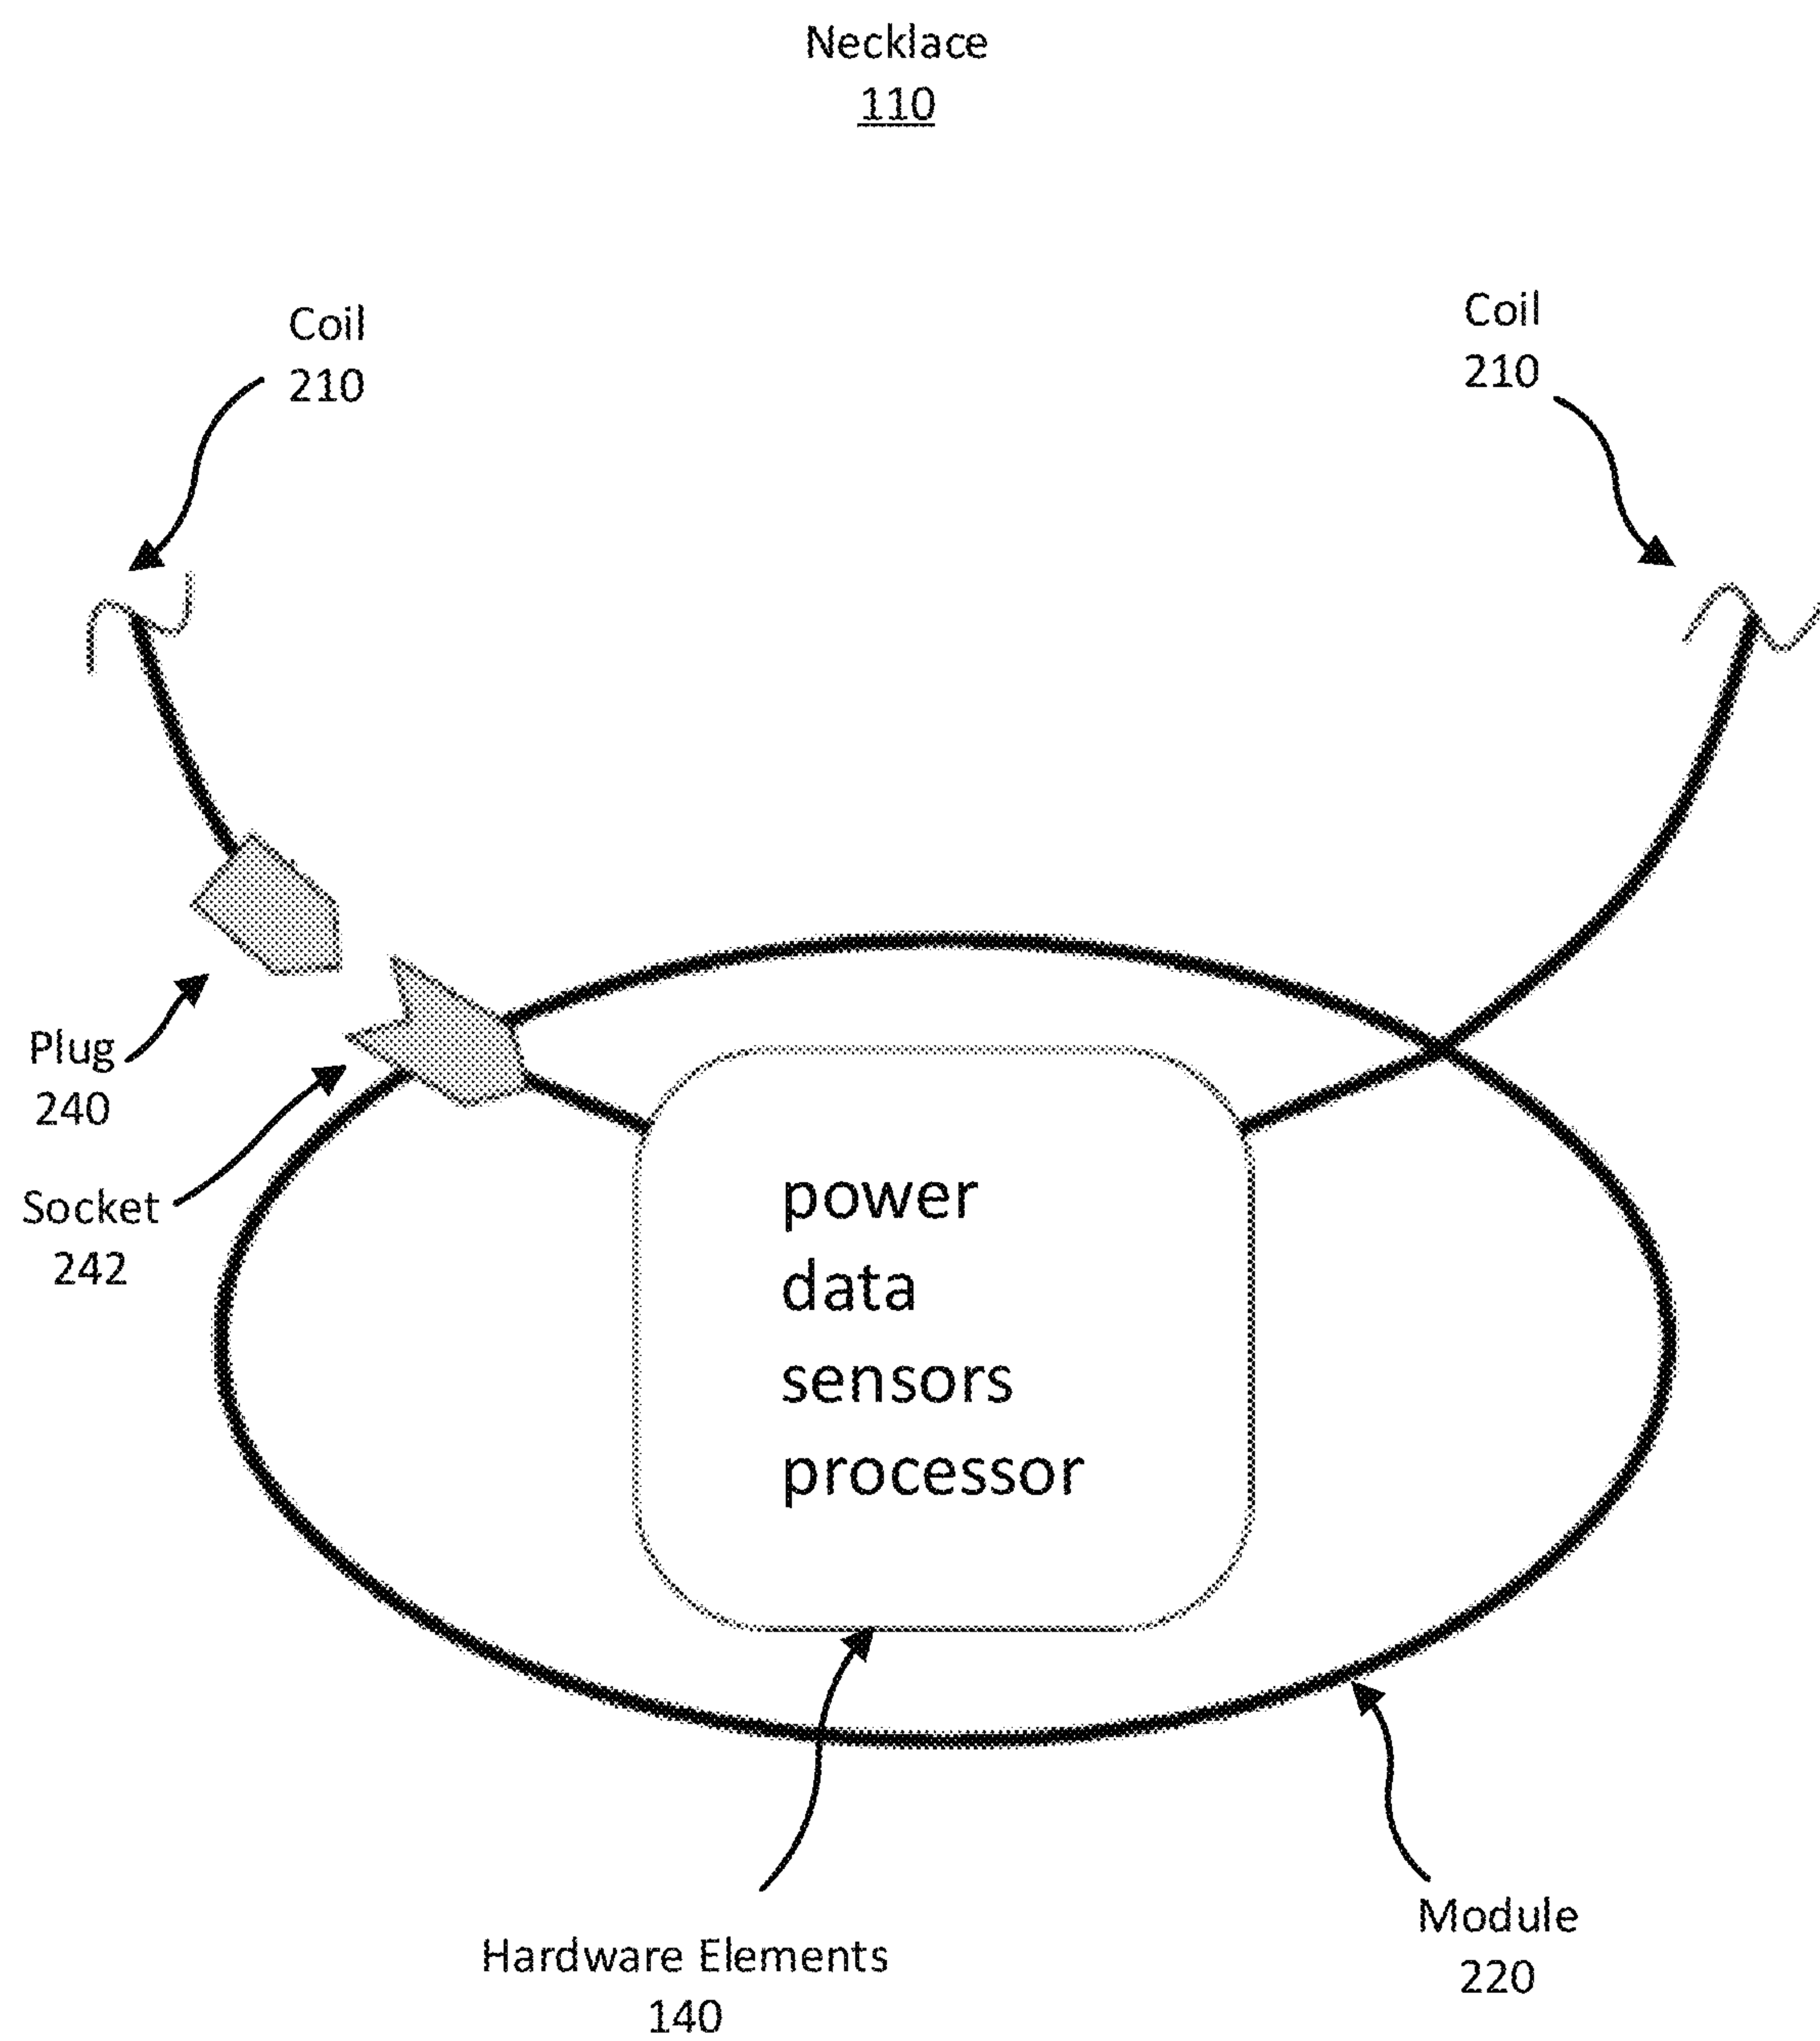 Necklace
110
Coil
210
Coil
210
Plug
240
Socket
242
power
data
sensors
processor
Hardware Elements
140
Module
220